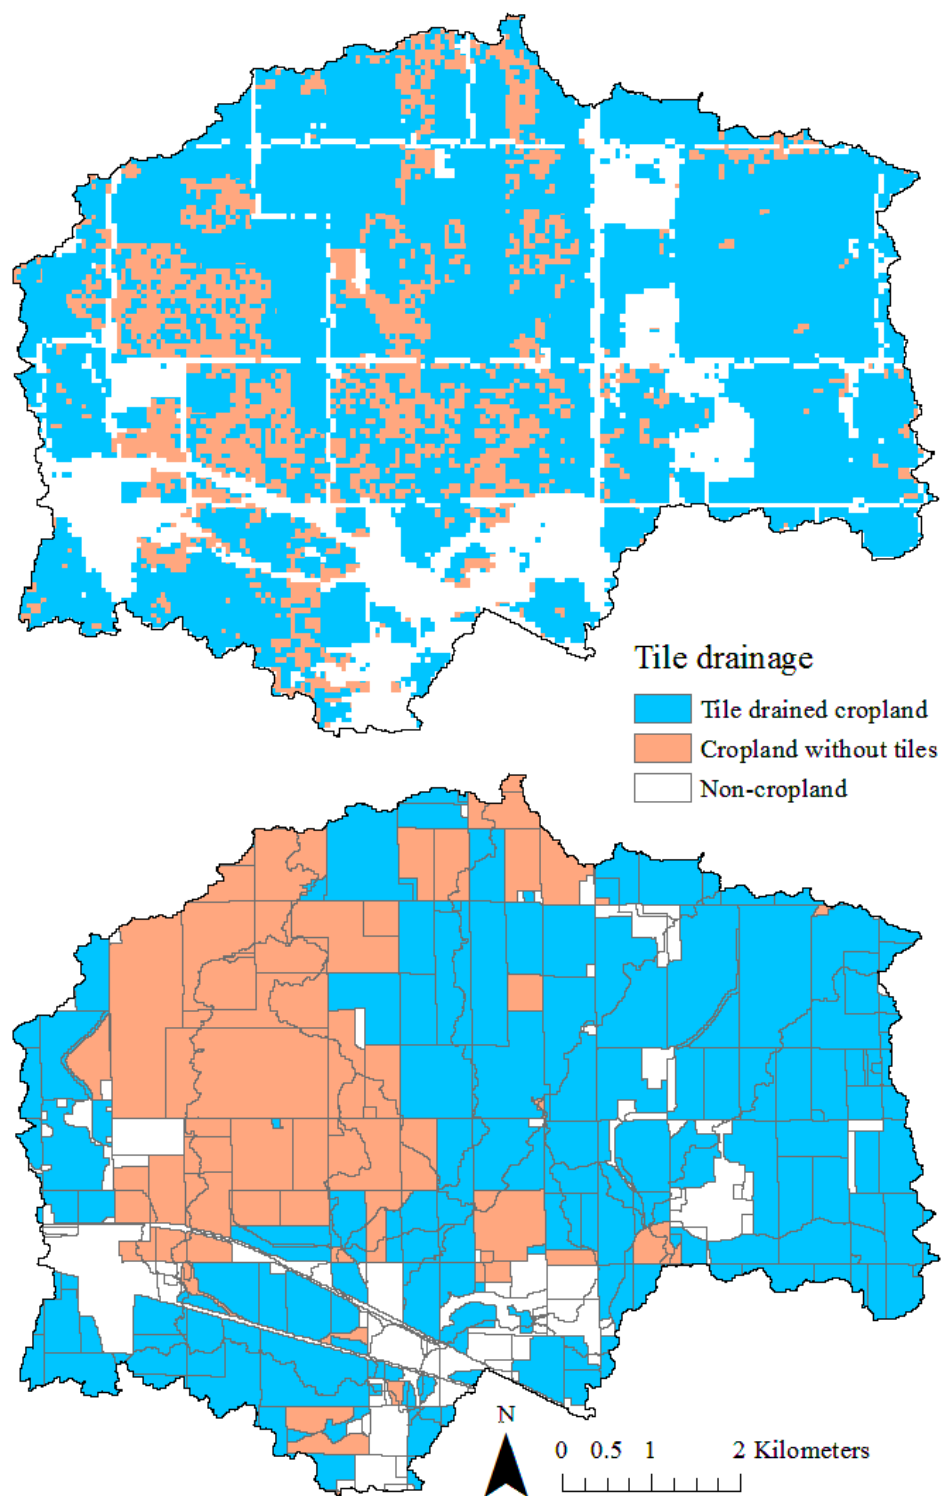 Tile drainage
Tile drained cropland
Cropland without tiles
Non-cropland
N
0 0.5 1 2 Kilometers